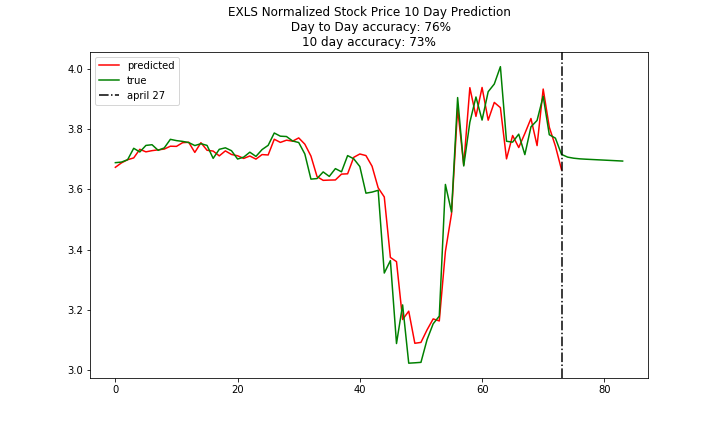 EXLS Normalized Stock Price 10 Day Prediction
Day to Day accuracy: 76%
10 day accuracy: 73%
predicted
true
april 27
4.0
3.8
3.6
3.4
3.2
3.0
0 20 40 60 80